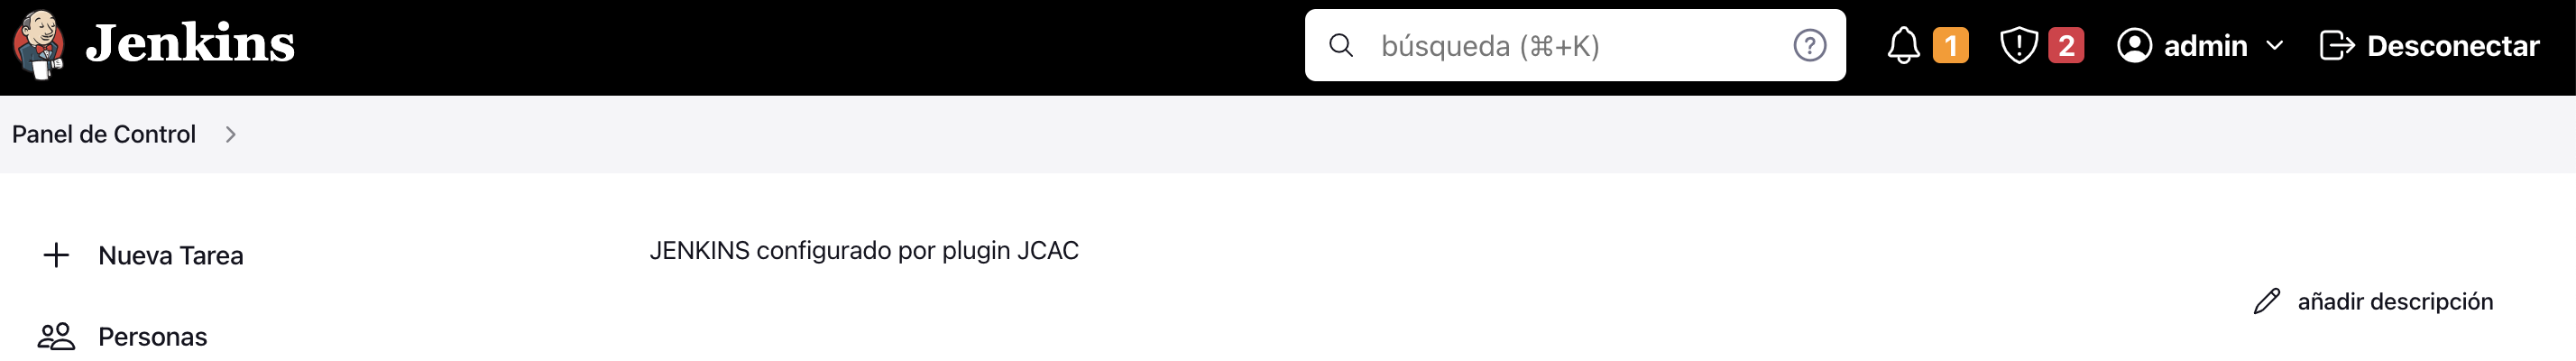 Jenkins
búsqueda (⌘+K)
1
2
admin
Desconectar
Panel de Control
Nueva Tarea
JENKINS configurado por plugin JCAC
añadir descripción
Personas